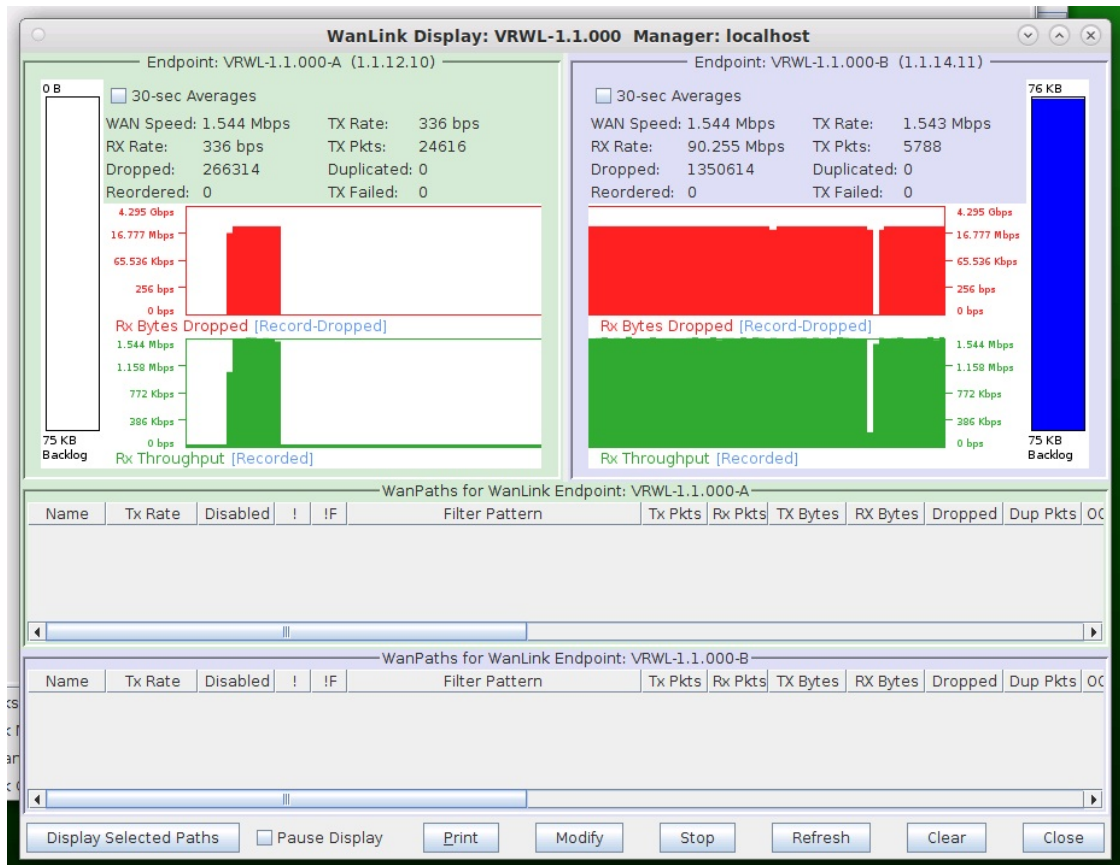 WanLink Display: VRWL-1.1.000 Manager: localhost
Endpoint: VRWL-1.1.000-A (1.1.12.10)
0 B
30-sec Averages
WAN Speed: 1.544 Mbps TX Rate: 336 bps
RX Rate: 336 bps TX Pkts: 24616
Dropped: 266314 Duplicated: 0
Reordered: 0 TX Failed: 0
4.295 Gbps
16.777 Mbps
65.536 Kbps
256 bps
0 bps
Rx Bytes Dropped [Record-Dropped]
1.544 Mbps
1.158 Mbps
772 Kbps
386 Kbps
0 bps
75 KB
Backlog
Rx Throughput [Recorded]
Endpoint: VRWL-1.1.000-B (1.1.14.11)
76 KB
30-sec Averages
WAN Speed: 1.544 Mbps TX Rate: 1.543 Mbps
RX Rate: 90.255 Mbps TX Pkts: 5788
Dropped: 1350614 Duplicated: 0
Reordered: 0 TX Failed: 0
4.295 Gbps
16.777 Mbps
65.536 Kbps
256 bps
0 bps
Rx Bytes Dropped [Record-Dropped]
1.544 Mbps
1.158 Mbps
772 Kbps
386 Kbps
0 bps
75 KB
Backlog
Rx Throughput [Recorded]
WanPaths for WanLink Endpoint: VRWL-1.1.000-A
Name Tx Rate Disabled ! !F Filter Pattern Tx Pkts Rx Pkts TX Bytes RX Bytes Dropped Dup Pkts
WanPaths for WanLink Endpoint: VRWL-1.1.000-B
Name Tx Rate Disabled ! !F Filter Pattern Tx Pkts Rx Pkts TX Bytes RX Bytes Dropped Dup Pkts
Display Selected Paths Pause Display Print Modify Stop Refresh Clear Close